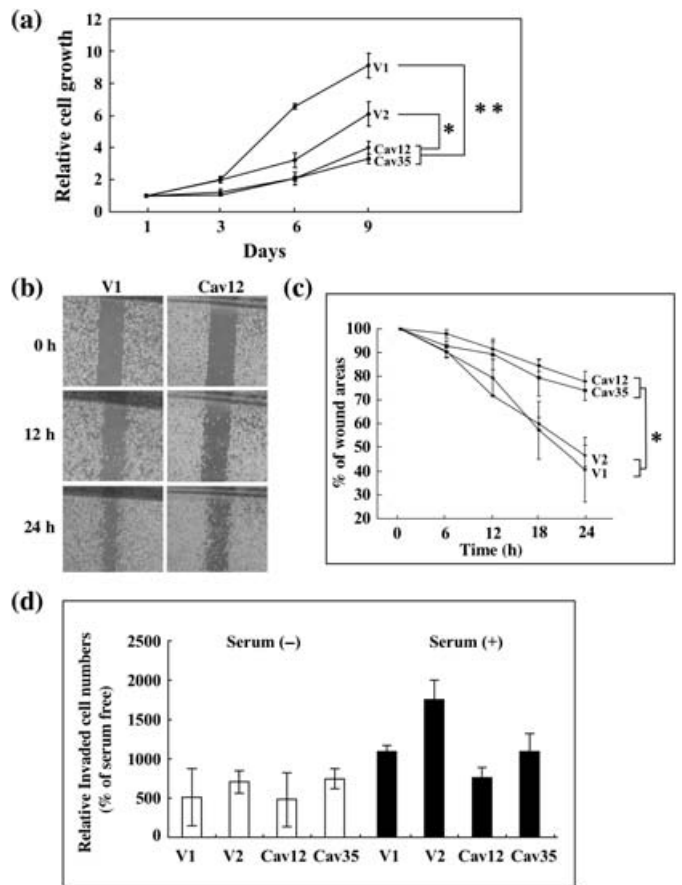 (a)
Relative cell growth
12
10
8
6
4
2
0
V1
V2
Cav12
Cav35
*
* *
1 3 6 9
Days
(b)
V1 Cav12
0 h
12 h
24 h
(c)
% of wound areas
100
90
80
70
60
50
40
30
20
Cav12
Cav35
V2
V1
*
0 6 12 18 24
Time (h)
(d)
Relative Invaded cell numbers
(% of serum free)
2500
2000
1500
1000
500
0
Serum (–) Serum (+)
V1 V2 Cav12 Cav35 V1 V2 Cav12 Cav35